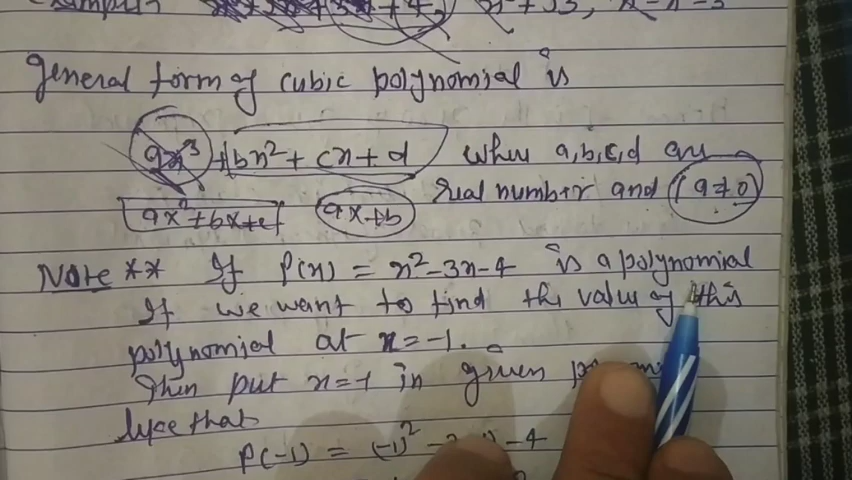 General form of cubic polynomial is
ax³ + bx² + cx + d where a, b, c, d are
real number and (a ≠ 0)
ax² + bx + c ax + b
Note ** If P(x) = x² - 3x - 4 is a polynomial
If we want to find the value of this
polynomial at x = -1.
Then put x = -1 in given
like that
P(-1) = (-1)² - - 4